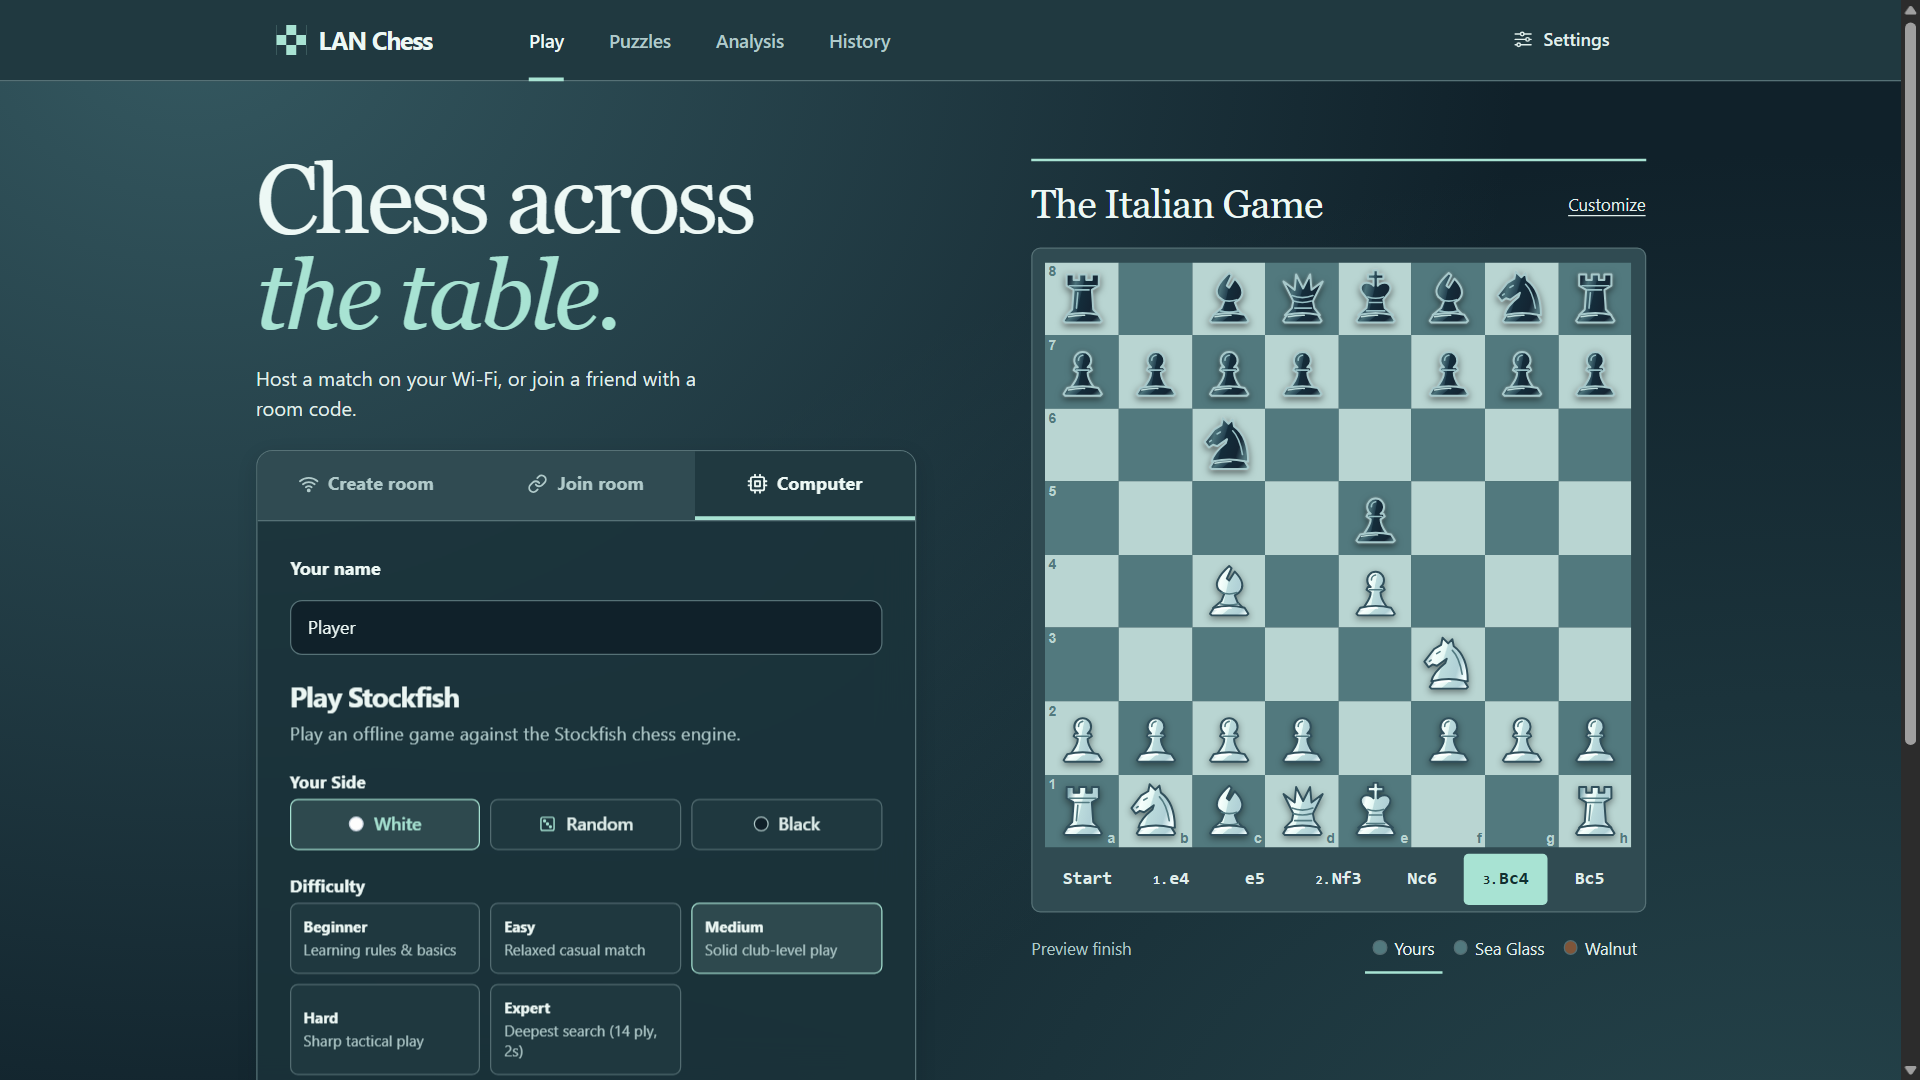 LAN Chess
Play
Puzzles
Analysis
History
Settings
Chess across
the table.
Host a match on your Wi-Fi, or join a friend with a
room code.
Create room
Join room
Computer
Your name
Player
Play Stockfish
Play an offline game against the Stockfish chess engine.
Your Side
White
Random
Black
Difficulty
Beginner
Learning rules & basics
Easy
Relaxed casual match
Medium
Solid club-level play
Hard
Sharp tactical play
Expert
Deepest search (14 ply,
2s)
The Italian Game
Customize
8
7
6
5
4
3
2
1
a b c d e f g h
Start 1.e4 e5 2.Nf3 Nc6 3.Bc4 Bc5
Preview finish
Yours
Sea Glass
Walnut